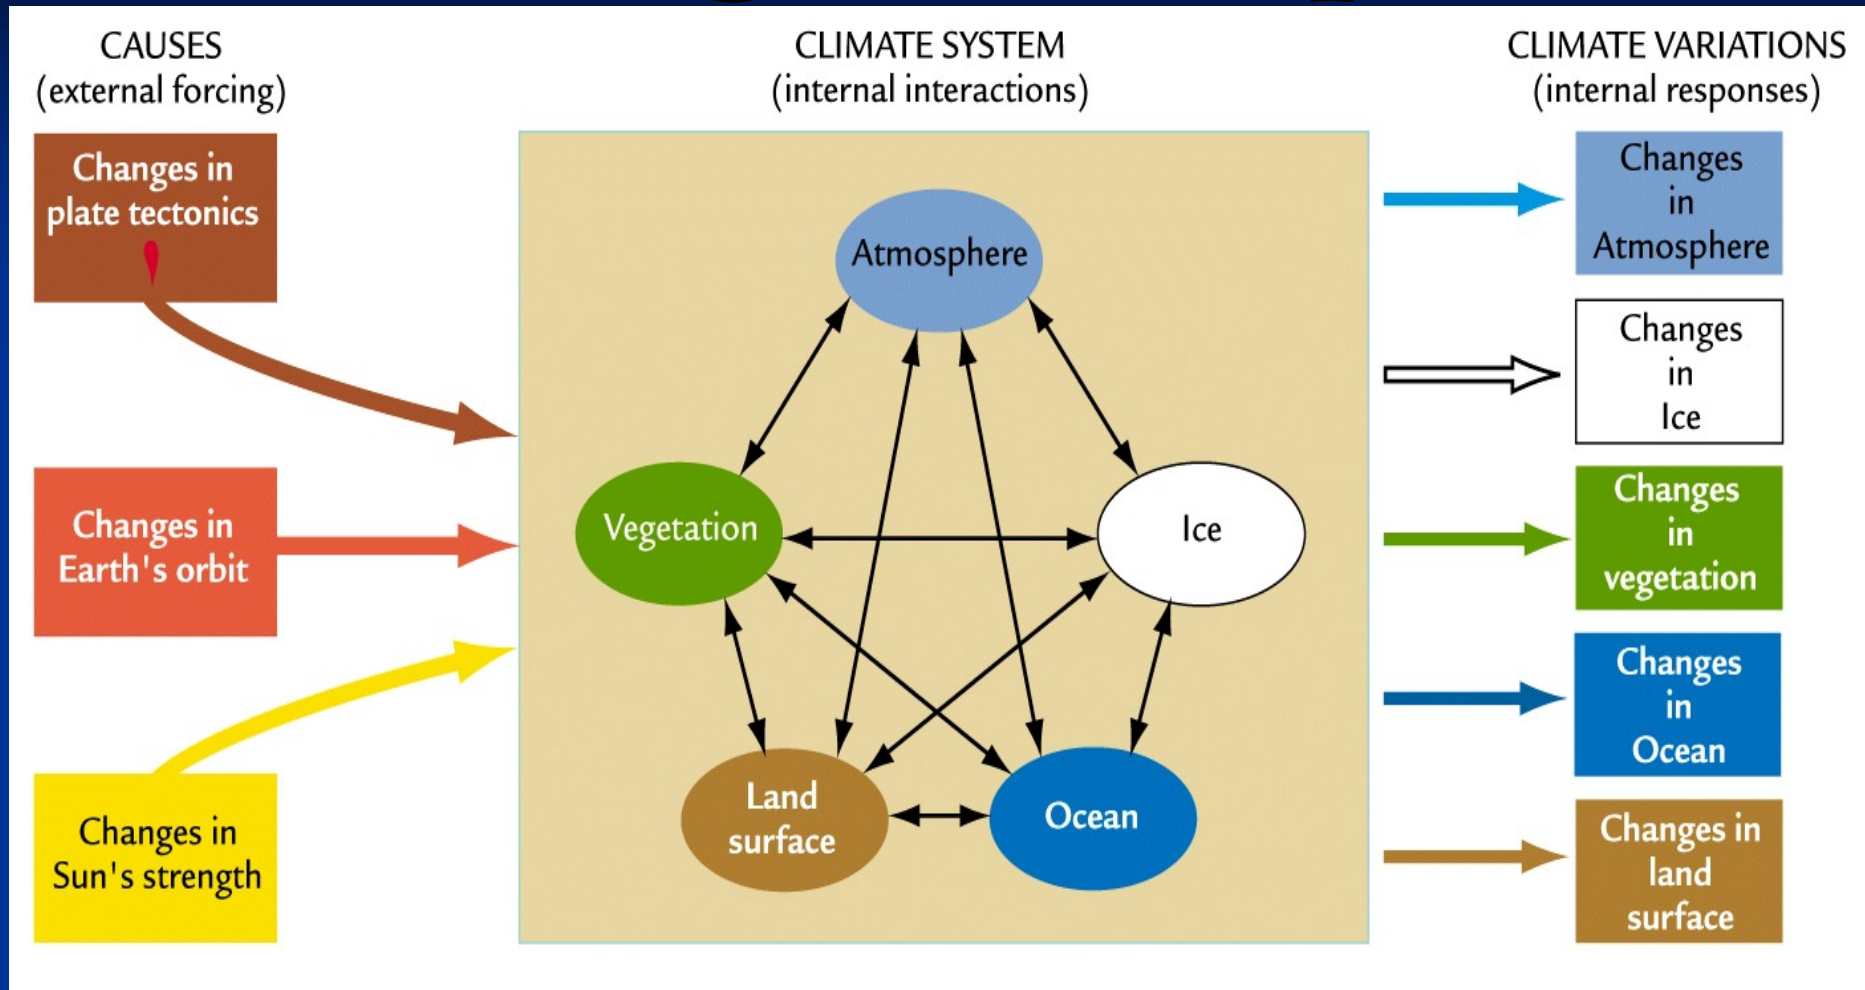 CAUSES
(external forcing)
Changes in
plate tectonics
Changes in
Earth's orbit
Changes in
Sun's strength
CLIMATE SYSTEM
(internal interactions)
Atmosphere
Vegetation
Ice
Land
surface
Ocean
CLIMATE VARIATIONS
(internal responses)
Changes
in
Atmosphere
Changes
in
Ice
Changes
in
vegetation
Changes
in
Ocean
Changes in
land
surface